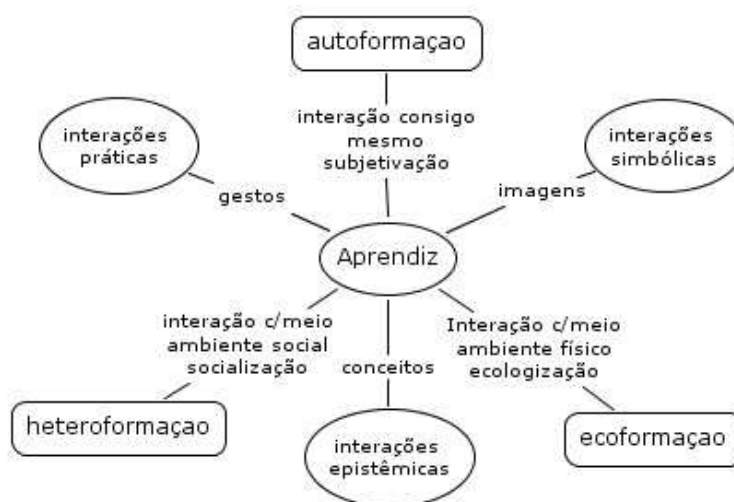 autoformaçao
interação consigo
mesmo
subjetivação
interações
práticas
interações
simbólicas
gestos
imagens
Aprendiz
interação c/meio
ambiente social
socialização
conceitos
Interação c/meio
ambiente físico
ecologização
heteroformaçao
interações
epistêmicas
ecoformaçao